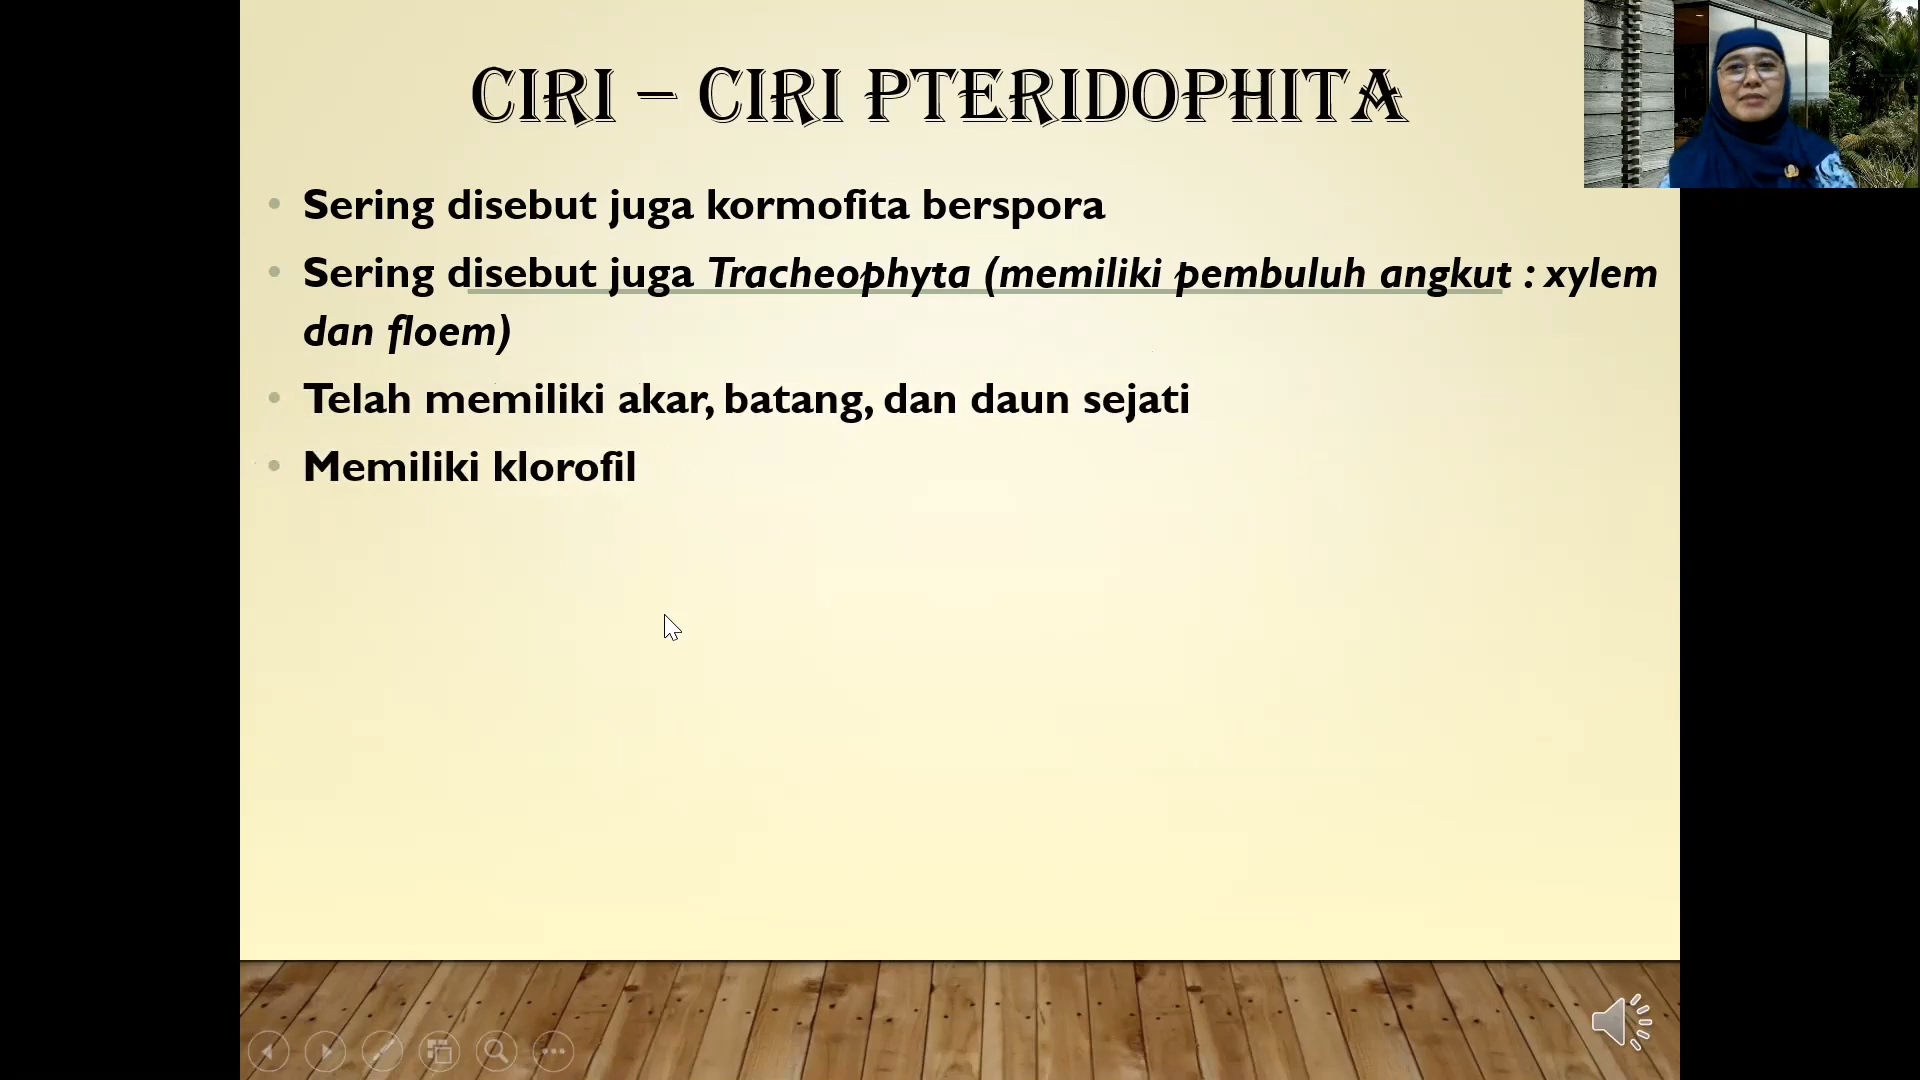 CIRI – CIRI PTERIDOPHITA
• Sering disebut juga kormofita berspora
• Sering disebut juga Tracheophyta (memiliki pembuluh angkut : xylem
dan floem)
• Telah memiliki akar, batang, dan daun sejati
• Memiliki klorofil